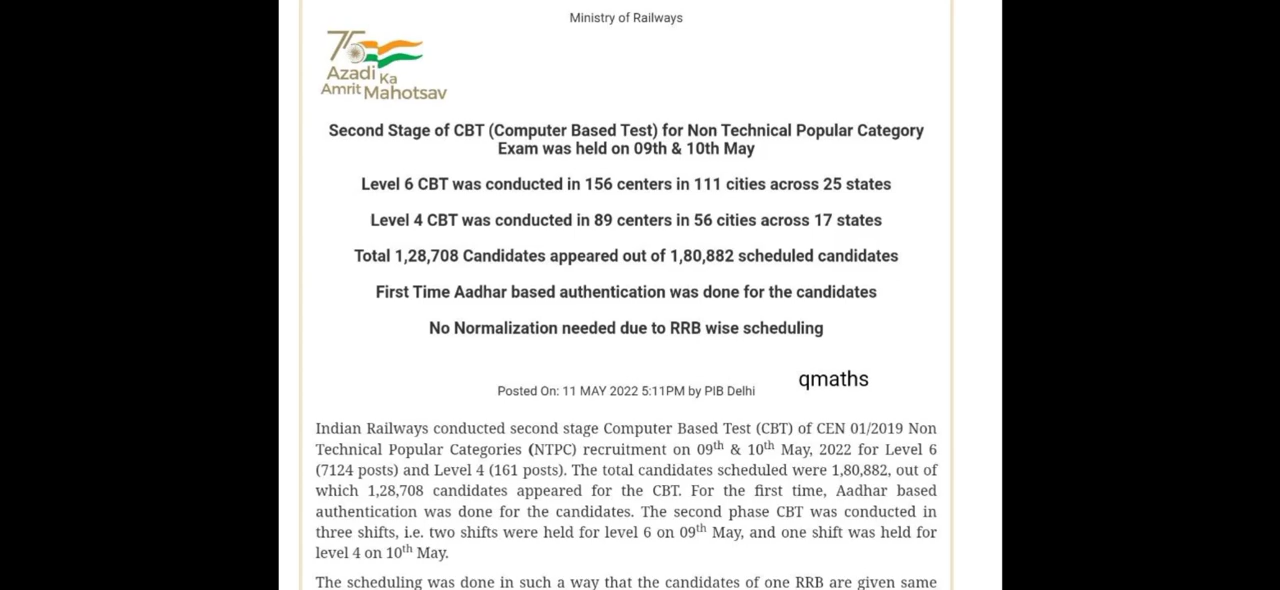 Ministry of Railways
75
Azadi Ka
Amrit Mahotsav
Second Stage of CBT (Computer Based Test) for Non Technical Popular Category
Exam was held on 09th & 10th May
Level 6 CBT was conducted in 156 centers in 111 cities across 25 states
Level 4 CBT was conducted in 89 centers in 56 cities across 17 states
Total 1,28,708 Candidates appeared out of 1,80,882 scheduled candidates
First Time Aadhar based authentication was done for the candidates
No Normalization needed due to RRB wise scheduling
qmaths
Posted On: 11 MAY 2022 5:11PM by PIB Delhi
Indian Railways conducted second stage Computer Based Test (CBT) of CEN 01/2019 Non
Technical Popular Categories (NTPC) recruitment on 09th & 10th May, 2022 for Level 6
(7124 posts) and Level 4 (161 posts). The total candidates scheduled were 1,80,882, out of
which 1,28,708 candidates appeared for the CBT. For the first time, Aadhar based
authentication was done for the candidates. The second phase CBT was conducted in
three shifts, i.e. two shifts were held for level 6 on 09th May, and one shift was held for
level 4 on 10th May.
The scheduling was done in such a way that the candidates of one RRB are given same